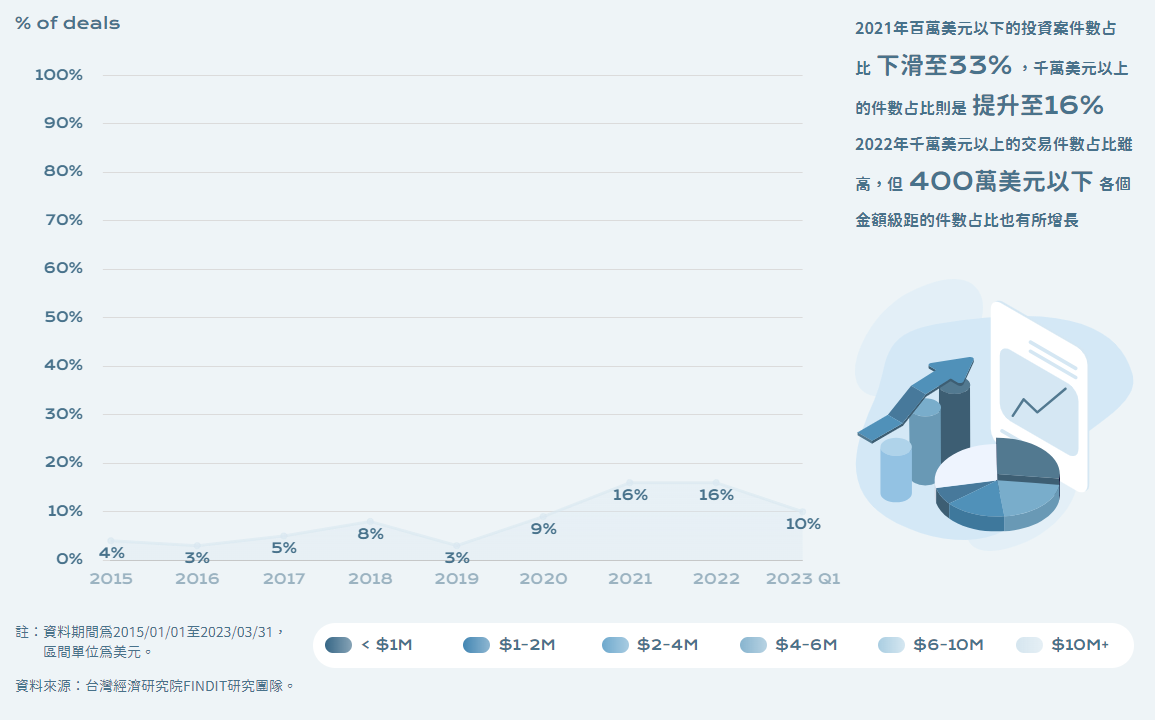 % of deals
100%
90%
80%
70%
60%
50%
40%
30%
20%
10%
0%
4%
3%
5%
8%
3%
9%
16%
16%
10%
2015
2016
2017
2018
2019
2020
2021
2022
2023 Q1
2021年百萬美元以下的投資案件數占
比 下滑至33% ，千萬美元以上
的件數占比則是 提升至16%
2022年千萬美元以上的交易件數占比雖
高，但 400萬美元以下 各個
金額級距的件數占比也有所增長
註：資料期間為2015/01/01至2023/03/31，
區間單位為美元。
資料來源：台灣經濟研究院FINDIT研究團隊。
< $1M
$1-2M
$2-4M
$4-6M
$6-10M
$10M+